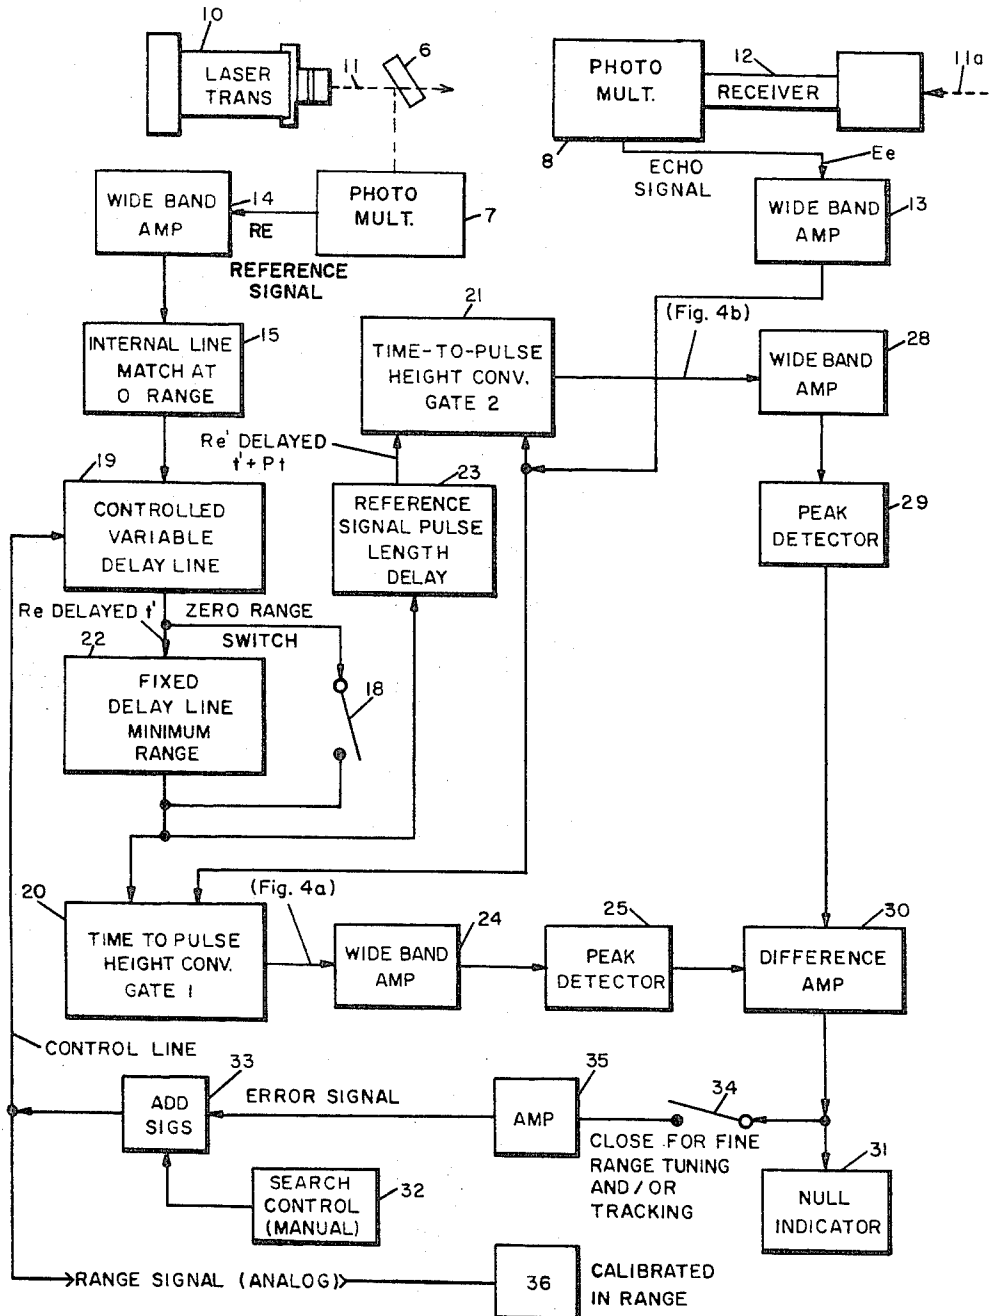 10
LASER
TRANS
11
6
PHOTO
MULT.
12
RECEIVER
11a
8
ECHO
SIGNAL
Ee
WIDE BAND
AMP
14
RE
REFERENCE
SIGNAL
PHOTO
MULT.
7
WIDE BAND
AMP
13
INTERNAL LINE
MATCH AT
0 RANGE
15
21
TIME-TO-PULSE
HEIGHT CONV.
GATE 2
(Fig. 4b)
WIDE BAND
AMP
28
Re' DELAYED
t'+Pt
19
CONTROLLED
VARIABLE
DELAY LINE
23
REFERENCE
SIGNAL PULSE
LENGTH
DELAY
PEAK
DETECTOR
29
Re DELAYED t'
ZERO RANGE
SWITCH
22
FIXED
DELAY LINE
MINIMUM
RANGE
18
20
TIME TO PULSE
HEIGHT CONV.
GATE 1
(Fig. 4a)
WIDE BAND
AMP
24
25
PEAK
DETECTOR
30
DIFFERENCE
AMP
CONTROL LINE
33
ADD
SIGS
ERROR SIGNAL
35
AMP
34
CLOSE FOR FINE
RANGE TUNING
AND/OR
TRACKING
31
NULL
INDICATOR
SEARCH
CONTROL
(MANUAL)
32
RANGE SIGNAL (ANALOG)
36
CALIBRATED
IN RANGE